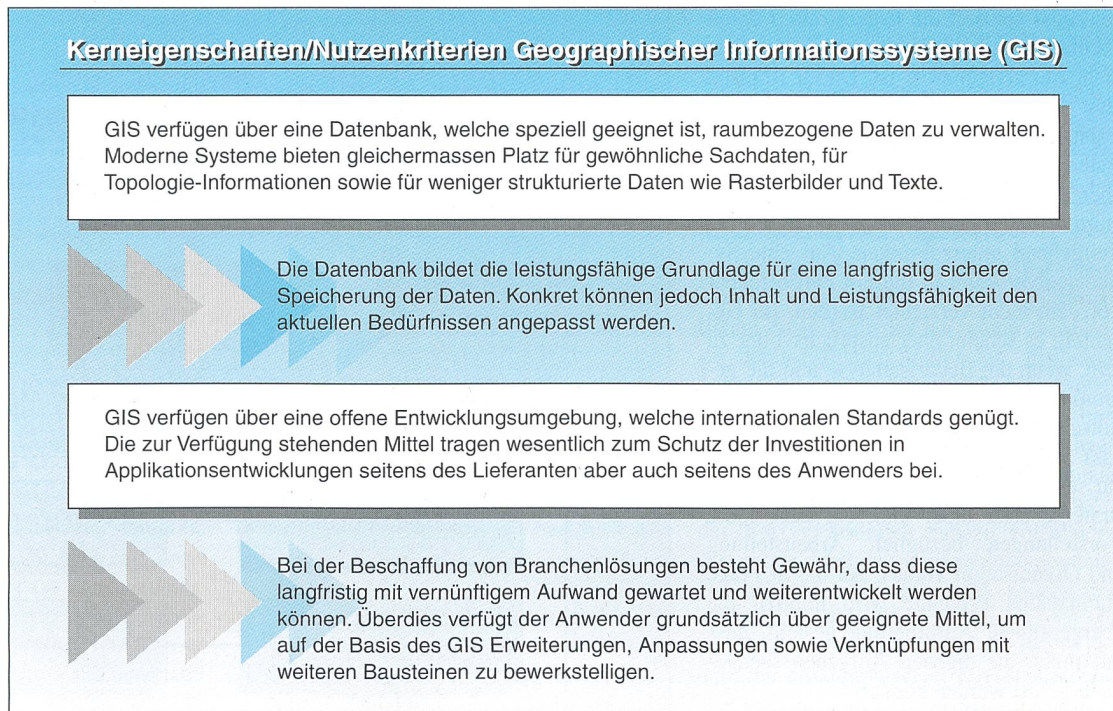 Kerneigenschaften/Nutzenkriterien Geographischer Informationssysteme (GIS)
GIS verfügen über eine Datenbank, welche speziell geeignet ist, raumbezogene Daten zu verwalten.
Moderne Systeme bieten gleichermassen Platz für gewöhnliche Sachdaten, für
Topologie-Informationen sowie für weniger strukturierte Daten wie Rasterbilder und Texte.
Die Datenbank bildet die leistungsfähige Grundlage für eine langfristig sichere
Speicherung der Daten. Konkret können jedoch Inhalt und Leistungsfähigkeit den
aktuellen Bedürfnissen angepasst werden.
GIS verfügen über eine offene Entwicklungsumgebung, welche internationalen Standards genügt.
Die zur Verfügung stehenden Mittel tragen wesentlich zum Schutz der Investitionen in
Applikationsentwicklungen seitens des Lieferanten aber auch seitens des Anwenders bei.
Bei der Beschaffung von Branchenlösungen besteht Gewähr, dass diese
langfristig mit vernünftigem Aufwand gewartet und weiterentwickelt werden
können. Überdies verfügt der Anwender grundsätzlich über geeignete Mittel, um
auf der Basis des GIS Erweiterungen, Anpassungen sowie Verknüpfungen mit
weiteren Bausteinen zu bewerkstelligen.